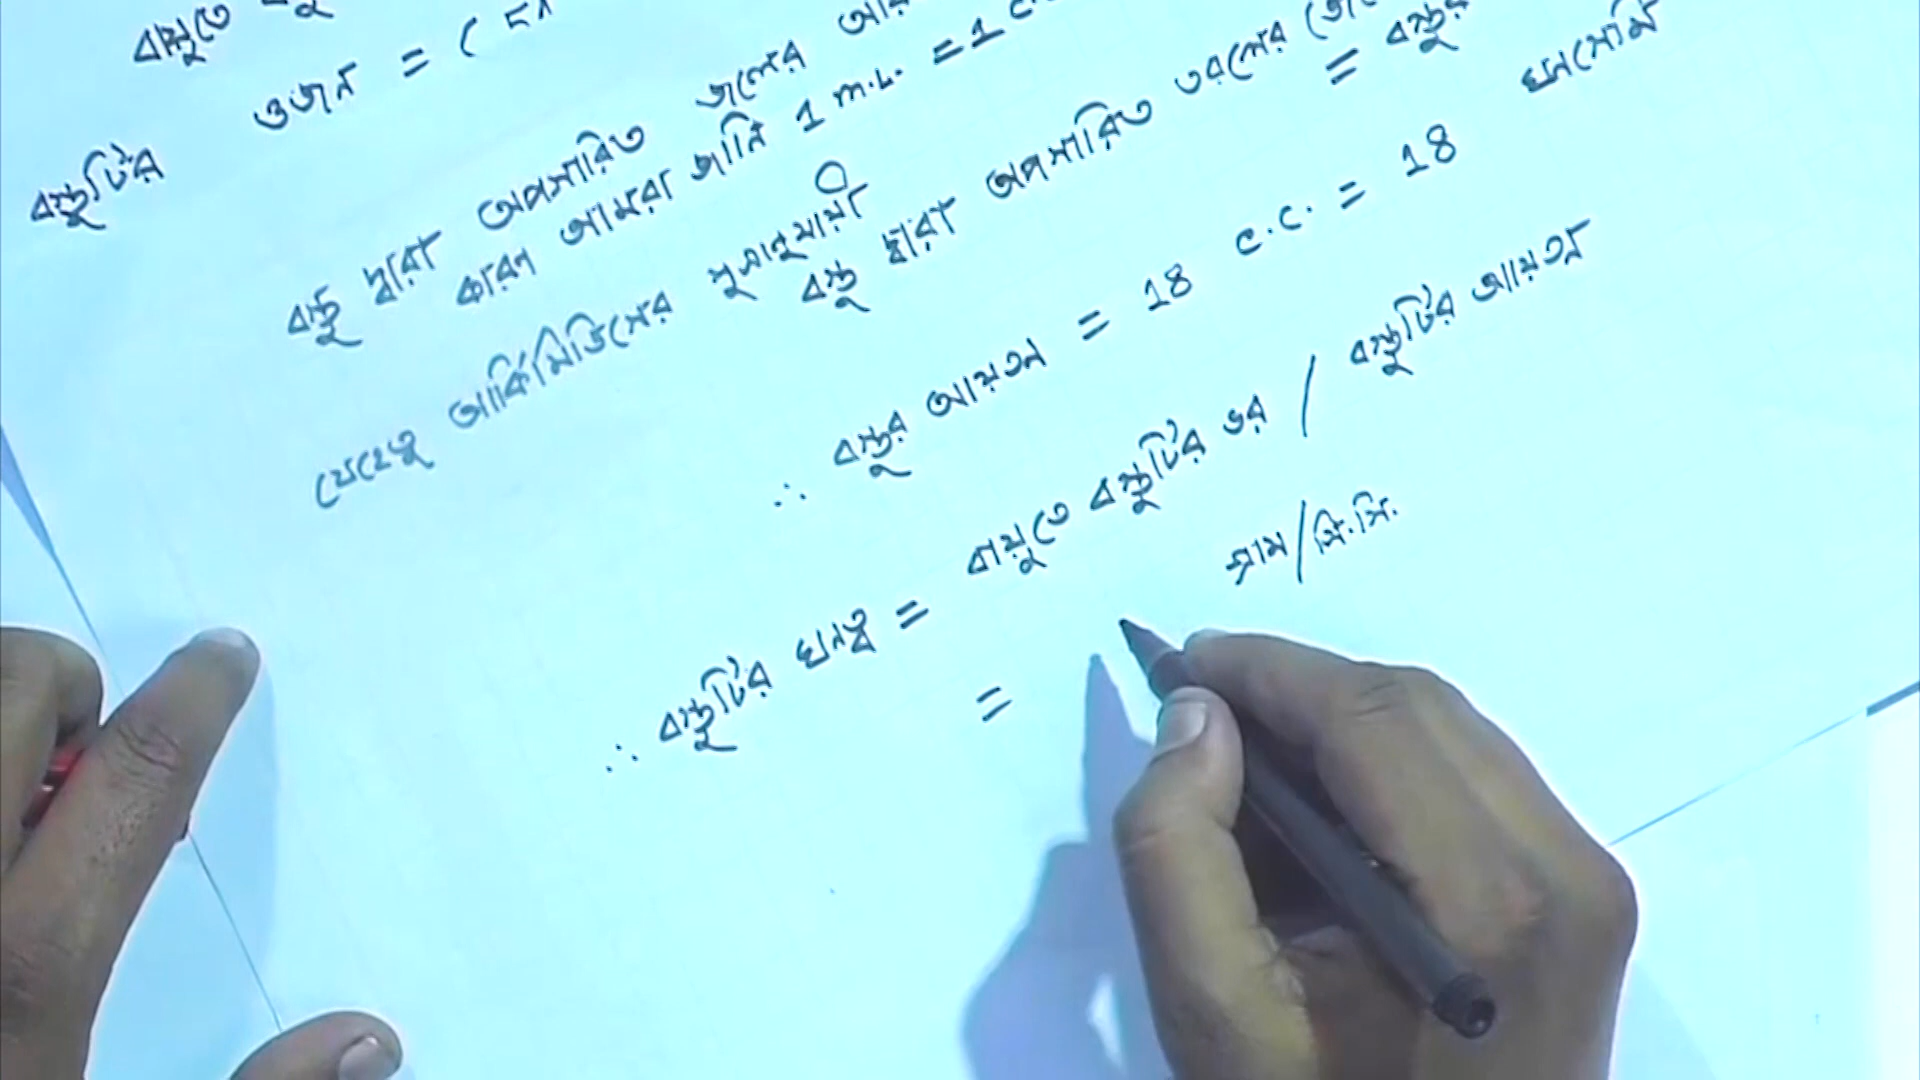 বায়ুতে
বস্তুটির ওজন = (
বস্তু দ্বারা অপসারিত জলের
কারণ আমরা জানি 1 m.L. = 1
যেহেতু আর্কিমিডিসের সূত্রানুযায়ী
বস্তু দ্বারা অপসারিত তরলের
= বস্তুর
∴ বস্তুর আয়তন = 18 c.c. = 18 ঘনসেমি
∴ বস্তুটির ঘনত্ব = বায়ুতে বস্তুটির ভর / বস্তুটির আয়তন
= গ্রাম/সি.সি.